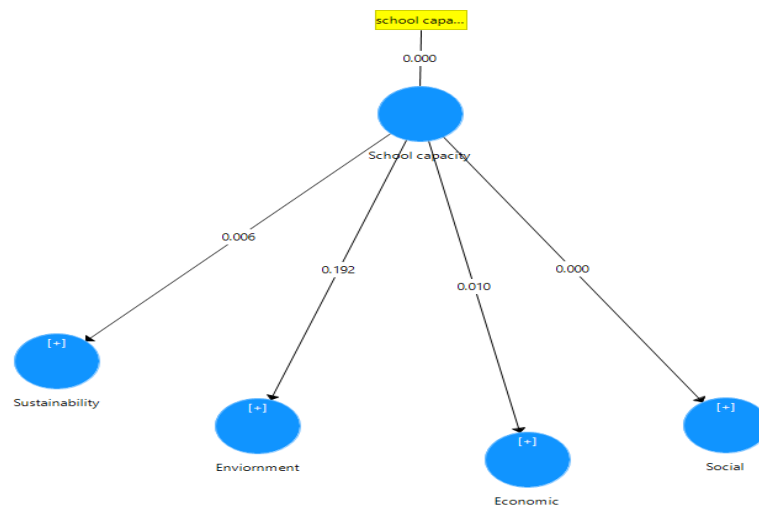 school capa...
0.000
School capacity
0.006
0.192
0.010
0.000
[+]
Sustainability
[+]
Enviornment
[+]
Economic
[+]
Social